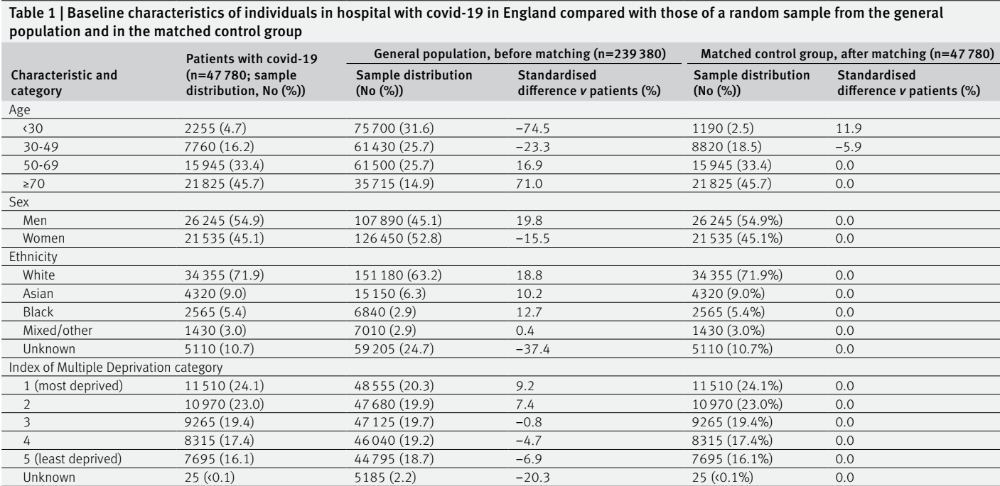 Table 1 | Baseline characteristics of individuals in hospital with covid-19 in England compared with those of a random sample from the general
population and in the matched control group
Characteristic and category | Patients with covid-19 (n=47 780; sample distribution, No (%)) | General population, before matching (n=239 380) | Matched control group, after matching (n=47 780)
Sample distribution (No (%)) | Standardised difference v patients (%) | Sample distribution (No (%)) | Standardised difference v patients (%)
Age
<30 2255 (4.7) 75 700 (31.6) −74.5 1190 (2.5) 11.9
30-49 7760 (16.2) 61 430 (25.7) −23.3 8820 (18.5) −5.9
50-69 15 945 (33.4) 61 500 (25.7) 16.9 15 945 (33.4) 0.0
≥70 21 825 (45.7) 35 715 (14.9) 71.0 21 825 (45.7) 0.0
Sex
Men 26 245 (54.9) 107 890 (45.1) 19.8 26 245 (54.9%) 0.0
Women 21 535 (45.1) 126 450 (52.8) −15.5 21 535 (45.1%) 0.0
Ethnicity
White 34 355 (71.9) 151 180 (63.2) 18.8 34 355 (71.9%) 0.0
Asian 4320 (9.0) 15 150 (6.3) 10.2 4320 (9.0%) 0.0
Black 2565 (5.4) 6840 (2.9) 12.7 2565 (5.4%) 0.0
Mixed/other 1430 (3.0) 7010 (2.9) 0.4 1430 (3.0%) 0.0
Unknown 5110 (10.7) 59 205 (24.7) −37.4 5110 (10.7%) 0.0
Index of Multiple Deprivation category
1 (most deprived) 11 510 (24.1) 48 555 (20.3) 9.2 11 510 (24.1%) 0.0
2 10 970 (23.0) 47 680 (19.9) 7.4 10 970 (23.0%) 0.0
3 9265 (19.4) 47 125 (19.7) −0.8 9265 (19.4%) 0.0
4 8315 (17.4) 46 040 (19.2) −4.7 8315 (17.4%) 0.0
5 (least deprived) 7695 (16.1) 44 795 (18.7) −6.9 7695 (16.1%) 0.0
Unknown 25 (<0.1) 5185 (2.2) −20.3 25 (<0.1%) 0.0